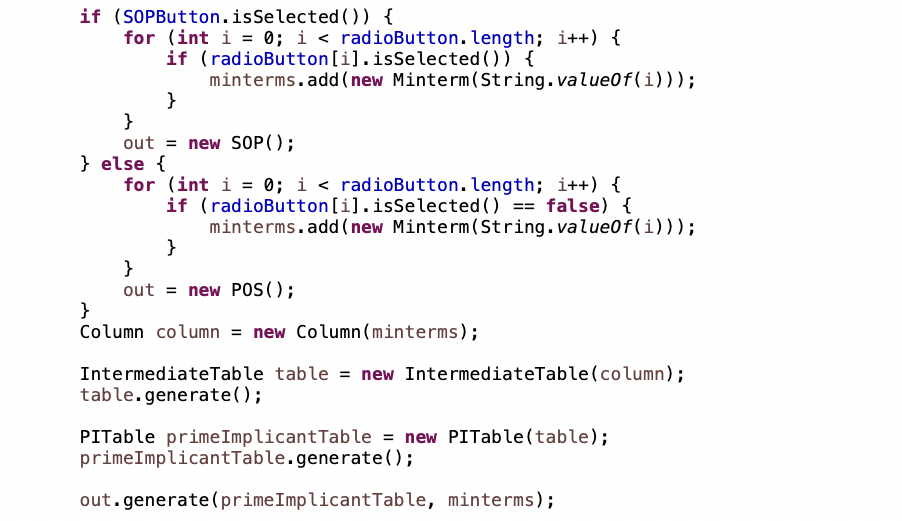 if (SOPButton.isSelected()) {
    for (int i = 0; i < radioButton.length; i++) {
        if (radioButton[i].isSelected()) {
            minterms.add(new Minterm(String.valueOf(i)));
        }
    }
    out = new SOP();
} else {
    for (int i = 0; i < radioButton.length; i++) {
        if (radioButton[i].isSelected() == false) {
            minterms.add(new Minterm(String.valueOf(i)));
        }
    }
    out = new POS();
}
Column column = new Column(minterms);

IntermediateTable table = new IntermediateTable(column);
table.generate();

PITable primeImplicantTable = new PITable(table);
primeImplicantTable.generate();

out.generate(primeImplicantTable, minterms);